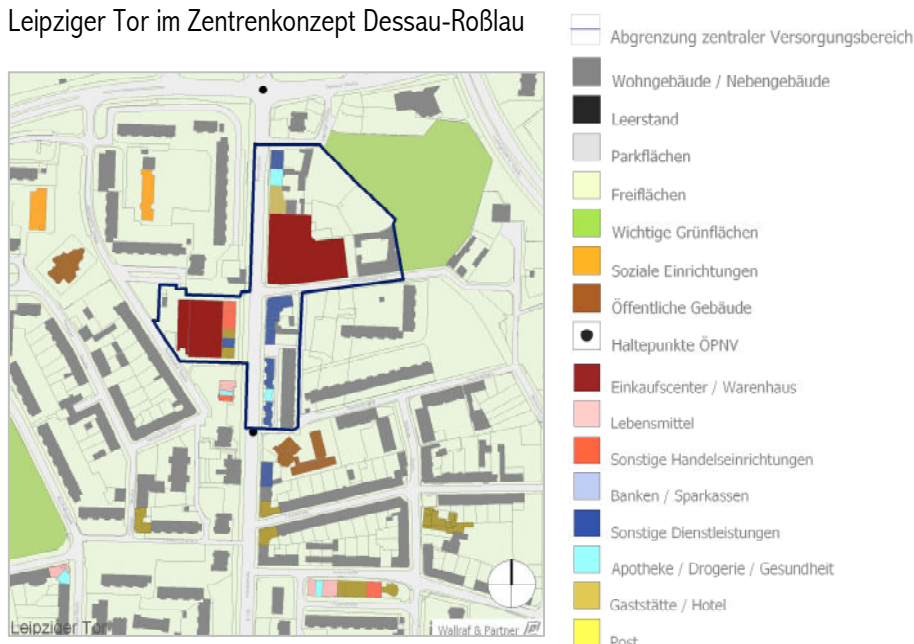 Leipziger Tor im Zentrenkonzept Dessau-Roßlau
Abgrenzung zentraler Versorgungsbereich
Wohngebäude / Nebengebäude
Leerstand
Parkflächen
Freiflächen
Wichtige Grünflächen
Soziale Einrichtungen
Öffentliche Gebäude
Haltepunkte ÖPNV
Einkaufscenter / Warenhaus
Lebensmittel
Sonstige Handelseinrichtungen
Banken / Sparkassen
Sonstige Dienstleistungen
Apotheke / Drogerie / Gesundheit
Gaststätte / Hotel
Post
Leipziger Tor
Wallraf & Partner